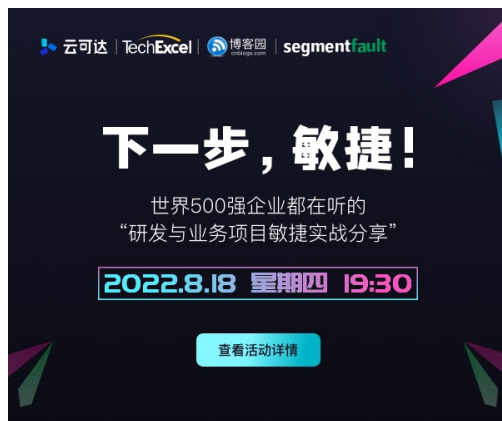 云可达 | TechExcel | 博客园 cnblogs.com | segmentfault
下一步，敏捷！
世界500强企业都在听的
“研发与业务项目敏捷实战分享”
2022.8.18 星期四 19:30
查看活动详情